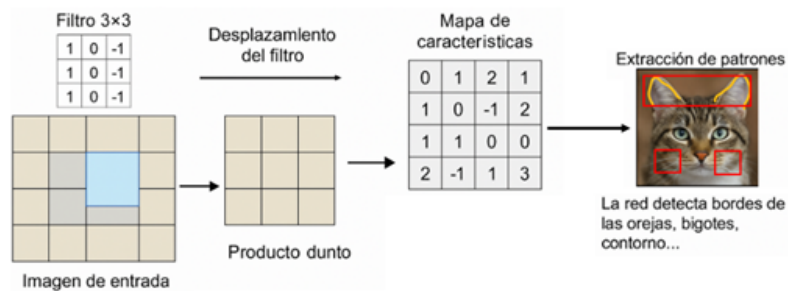 Filtro 3×3
1 0 -1
1 0 -1
1 0 -1
Imagen de entrada
Desplazamiento
del filtro
Producto dunto
Mapa de
caracteristicas
0 1 2 1
1 0 -1 2
1 1 0 0
2 -1 1 3
Extracción de patrones
La red detecta bordes de
las orejas, bigotes,
contorno...